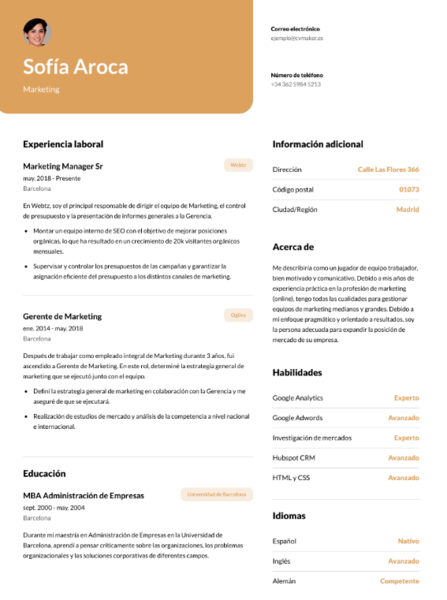 Sofía Aroca
Marketing
Correo electrónico
ejemplo@cvmaker.es
Número de teléfono
+34 362 5984 5213
Experiencia laboral
Marketing Manager Sr
Webtz
may. 2018 - Presente
Barcelona
En Webtz, soy el principal responsable de dirigir el equipo de Marketing, el control
de presupuesto y la presentación de informes generales a la Gerencia.
• Montar un equipo interno de SEO con el objetivo de mejorar posiciones
orgánicas, lo que ha resultado en un crecimiento de 20k visitantes orgánicos
mensuales.
• Supervisar y controlar los presupuestos de las campañas y garantizar la
asignación eficiente del presupuesto a los distintos canales de marketing.
Gerente de Marketing
Ogilvy
ene. 2014 - may. 2018
Barcelona
Después de trabajar como empleado integral de Marketing durante 3 años, fui
ascendido a Gerente de Marketing. En este rol, determiné la estrategia general de
marketing que se ejecutó junto con el equipo.
• Definí la estrategia general de marketing en colaboración con la Gerencia y me
aseguré de que se ejecutará.
• Realización de estudios de mercado y análisis de la competencia a nivel nacional
e internacional.
Educación
MBA Administración de Empresas
Universidad de Barcelona
sept. 2000 - may. 2004
Barcelona
Durante mi maestría en Administración de Empresas en la Universidad de
Barcelona, aprendí a pensar críticamente sobre las organizaciones, los problemas
organizacionales y las soluciones corporativas de diferentes campos.
Información adicional
Dirección Calle Las Flores 366
Código postal 01073
Ciudad/Región Madrid
Acerca de
Me describiría como un jugador de equipo trabajador,
bien motivado y comunicativo. Debido a mis años de
experiencia práctica en la profesión de marketing
(online), tengo todas las cualidades para gestionar
equipos de marketing medianos y grandes. Debido a
mi enfoque pragmático y orientado a resultados, soy
la persona adecuada para expandir la posición de
mercado de su empresa.
Habilidades
Google Analytics Experto
Google Adwords Avanzado
Investigación de mercados Experto
Hubspot CRM Avanzado
HTML y CSS Avanzado
Idiomas
Español Nativo
Inglés Avanzado
Alemán Competente